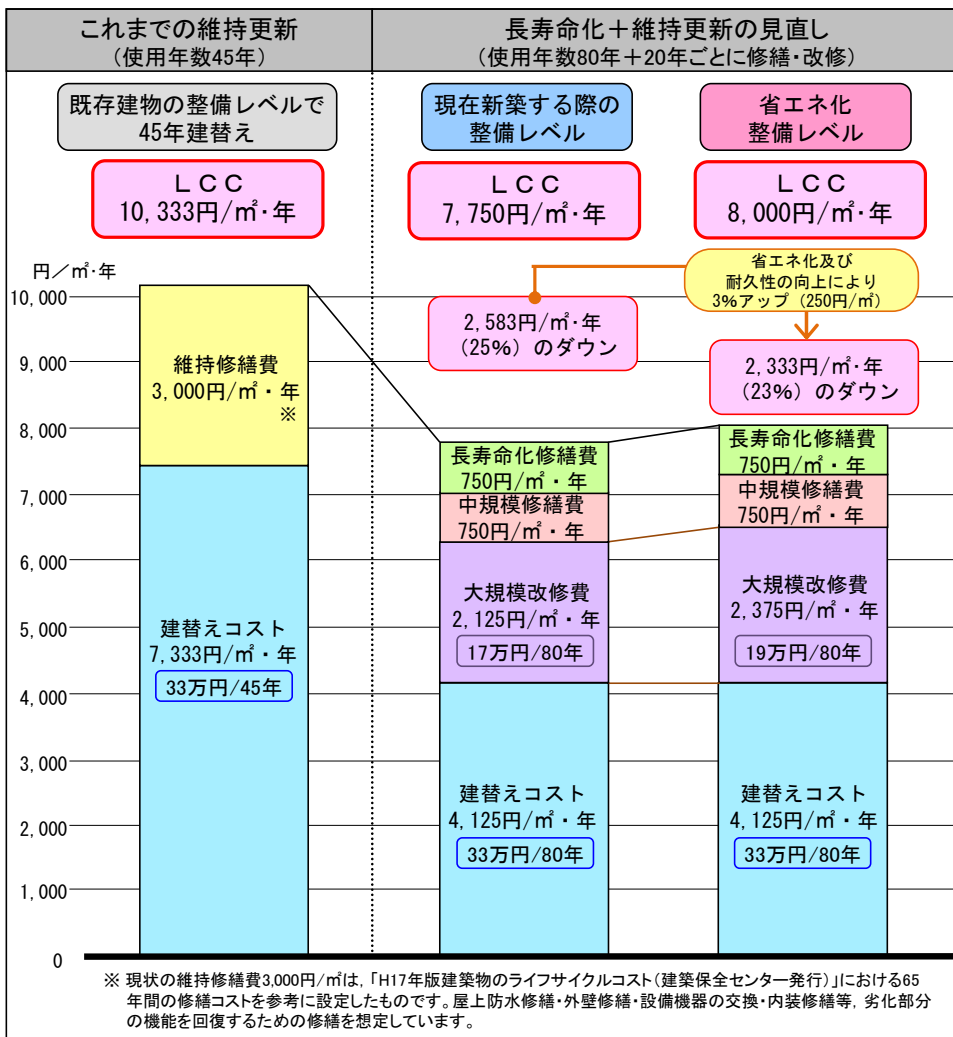 これまでの維持更新
（使用年数45年）
長寿命化＋維持更新の見直し
（使用年数80年＋20年ごとに修繕・改修）
既存建物の整備レベルで
45年建替え
現在新築する際の
整備レベル
省エネ化
整備レベル
ＬＣＣ
10,333円/㎡・年
ＬＣＣ
7,750円/㎡・年
ＬＣＣ
8,000円/㎡・年
円／㎡・年
省エネ化及び
耐久性の向上により
3%アップ（250円/㎡）
2,583円/㎡・年
（25%）のダウン
2,333円/㎡・年
（23%）のダウン
10,000
9,000
8,000
7,000
6,000
5,000
4,000
3,000
2,000
1,000
0
維持修繕費
3,000円/㎡・年
※
建替えコスト
7,333円/㎡・年
33万円/45年
長寿命化修繕費
750円/㎡・年
中規模修繕費
750円/㎡・年
大規模改修費
2,125円/㎡・年
17万円/80年
建替えコスト
4,125円/㎡・年
33万円/80年
長寿命化修繕費
750円/㎡・年
中規模修繕費
750円/㎡・年
大規模改修費
2,375円/㎡・年
19万円/80年
建替えコスト
4,125円/㎡・年
33万円/80年
※ 現状の維持修繕費3,000円/㎡は，「H17年版建築物のライフサイクルコスト（建築保全センター発行）」における65
年間の修繕コストを参考に設定したものです。屋上防水修繕・外壁修繕・設備機器の交換・内装修繕等，劣化部分
の機能を回復するための修繕を想定しています。